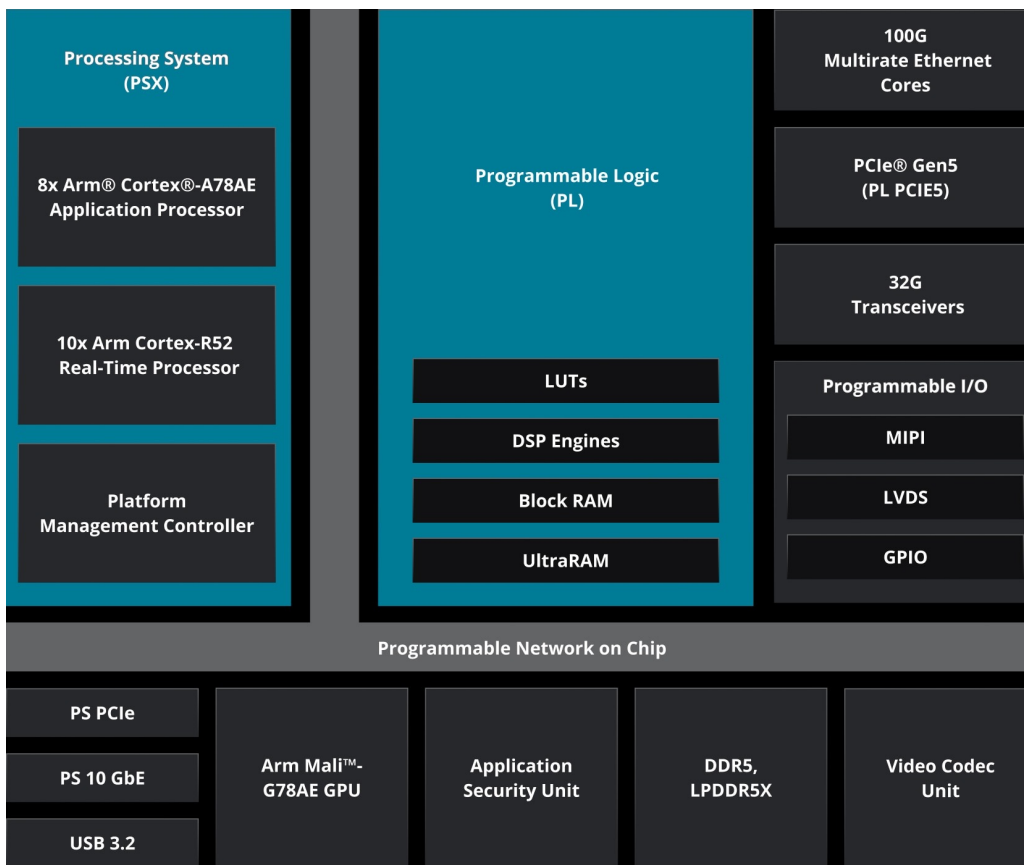 Processing System
(PSX)
8x Arm® Cortex®-A78AE
Application Processor
10x Arm Cortex-R52
Real-Time Processor
Platform
Management Controller
Programmable Logic
(PL)
LUTs
DSP Engines
Block RAM
UltraRAM
100G
Multirate Ethernet
Cores
PCIe® Gen5
(PL PCIE5)
32G
Transceivers
Programmable I/O
MIPI
LVDS
GPIO
Programmable Network on Chip
PS PCIe
PS 10 GbE
USB 3.2
Arm Mali™-
G78AE GPU
Application
Security Unit
DDR5,
LPDDR5X
Video Codec
Unit